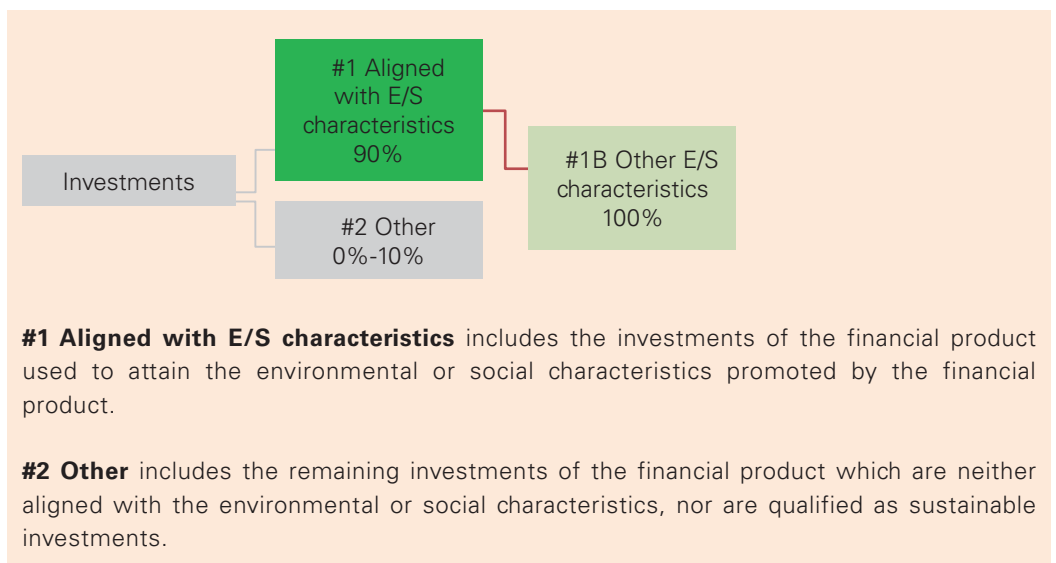 #1 Aligned
with E/S
characteristics
90%
#1B Other E/S
characteristics
100%
Investments
#2 Other
0%-10%
#1 Aligned with E/S characteristics includes the investments of the financial product
used to attain the environmental or social characteristics promoted by the financial
product.
#2 Other includes the remaining investments of the financial product which are neither
aligned with the environmental or social characteristics, nor are qualified as sustainable
investments.